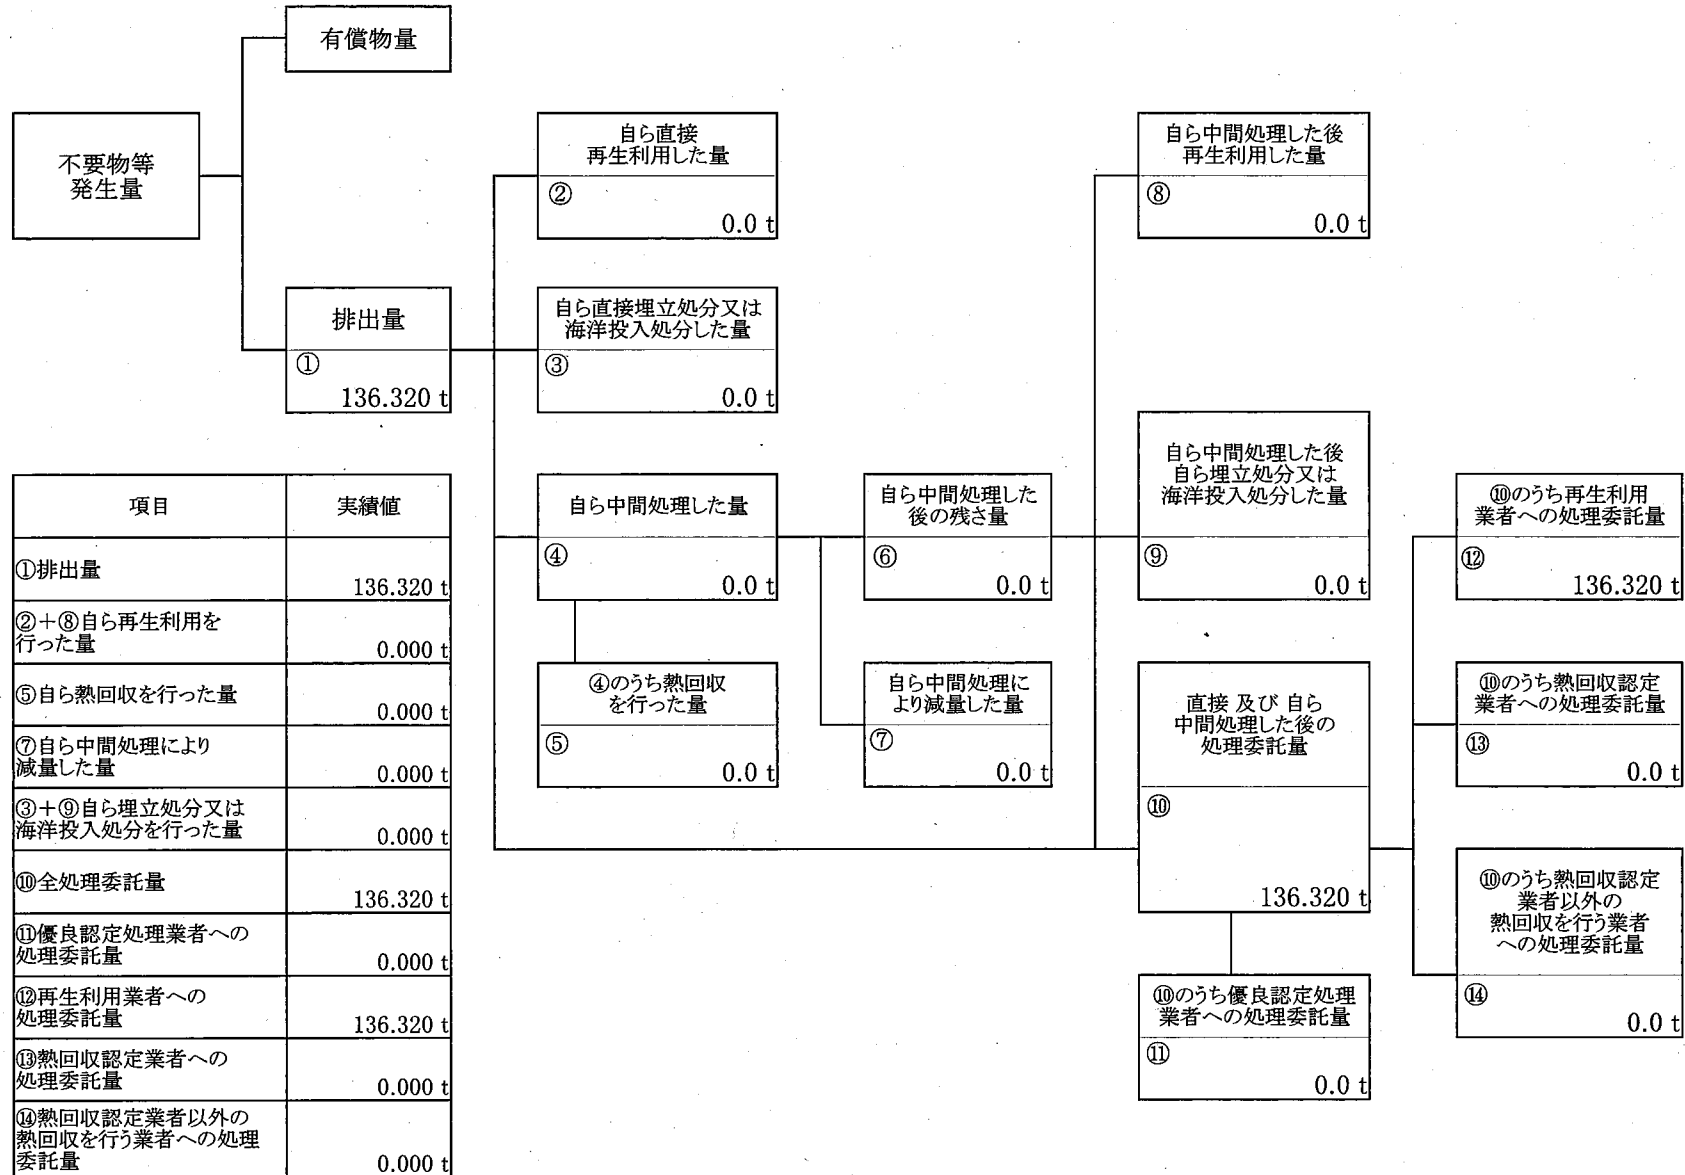 有償物量
不要物等
発生量
排出量
①
136.320 t
自ら直接
再生利用した量
②
0.0 t
自ら直接埋立処分又は
海洋投入処分した量
③
0.0 t
自ら中間処理した量
④
0.0 t
④のうち熱回収
を行った量
⑤
0.0 t
自ら中間処理した
後の残さ量
⑥
0.0 t
自ら中間処理に
より減量した量
⑦
0.0 t
自ら中間処理した後
再生利用した量
⑧
0.0 t
自ら中間処理した後
自ら埋立処分又は
海洋投入処分した量
⑨
0.0 t
直接 及び 自ら
中間処理した後の
処理委託量
⑩
136.320 t
⑩のうち優良認定処理
業者への処理委託量
⑪
0.0 t
⑩のうち再生利用
業者への処理委託量
⑫
136.320 t
⑩のうち熱回収認定
業者への処理委託量
⑬
0.0 t
⑩のうち熱回収認定
業者以外の
熱回収を行う業者
への処理委託量
⑭
0.0 t
項目 実績値
①排出量
136.320 t
②+⑧自ら再生利用を
行った量
0.000 t
⑤自ら熱回収を行った量
0.000 t
⑦自ら中間処理により
減量した量
0.000 t
③+⑨自ら埋立処分又は
海洋投入処分を行った量
0.000 t
⑩全処理委託量
136.320 t
⑪優良認定処理業者への
処理委託量
0.000 t
⑫再生利用業者への
処理委託量
136.320 t
⑬熱回収認定業者への
処理委託量
0.000 t
⑭熱回収認定業者以外の
熱回収を行う業者への処理
委託量
0.000 t